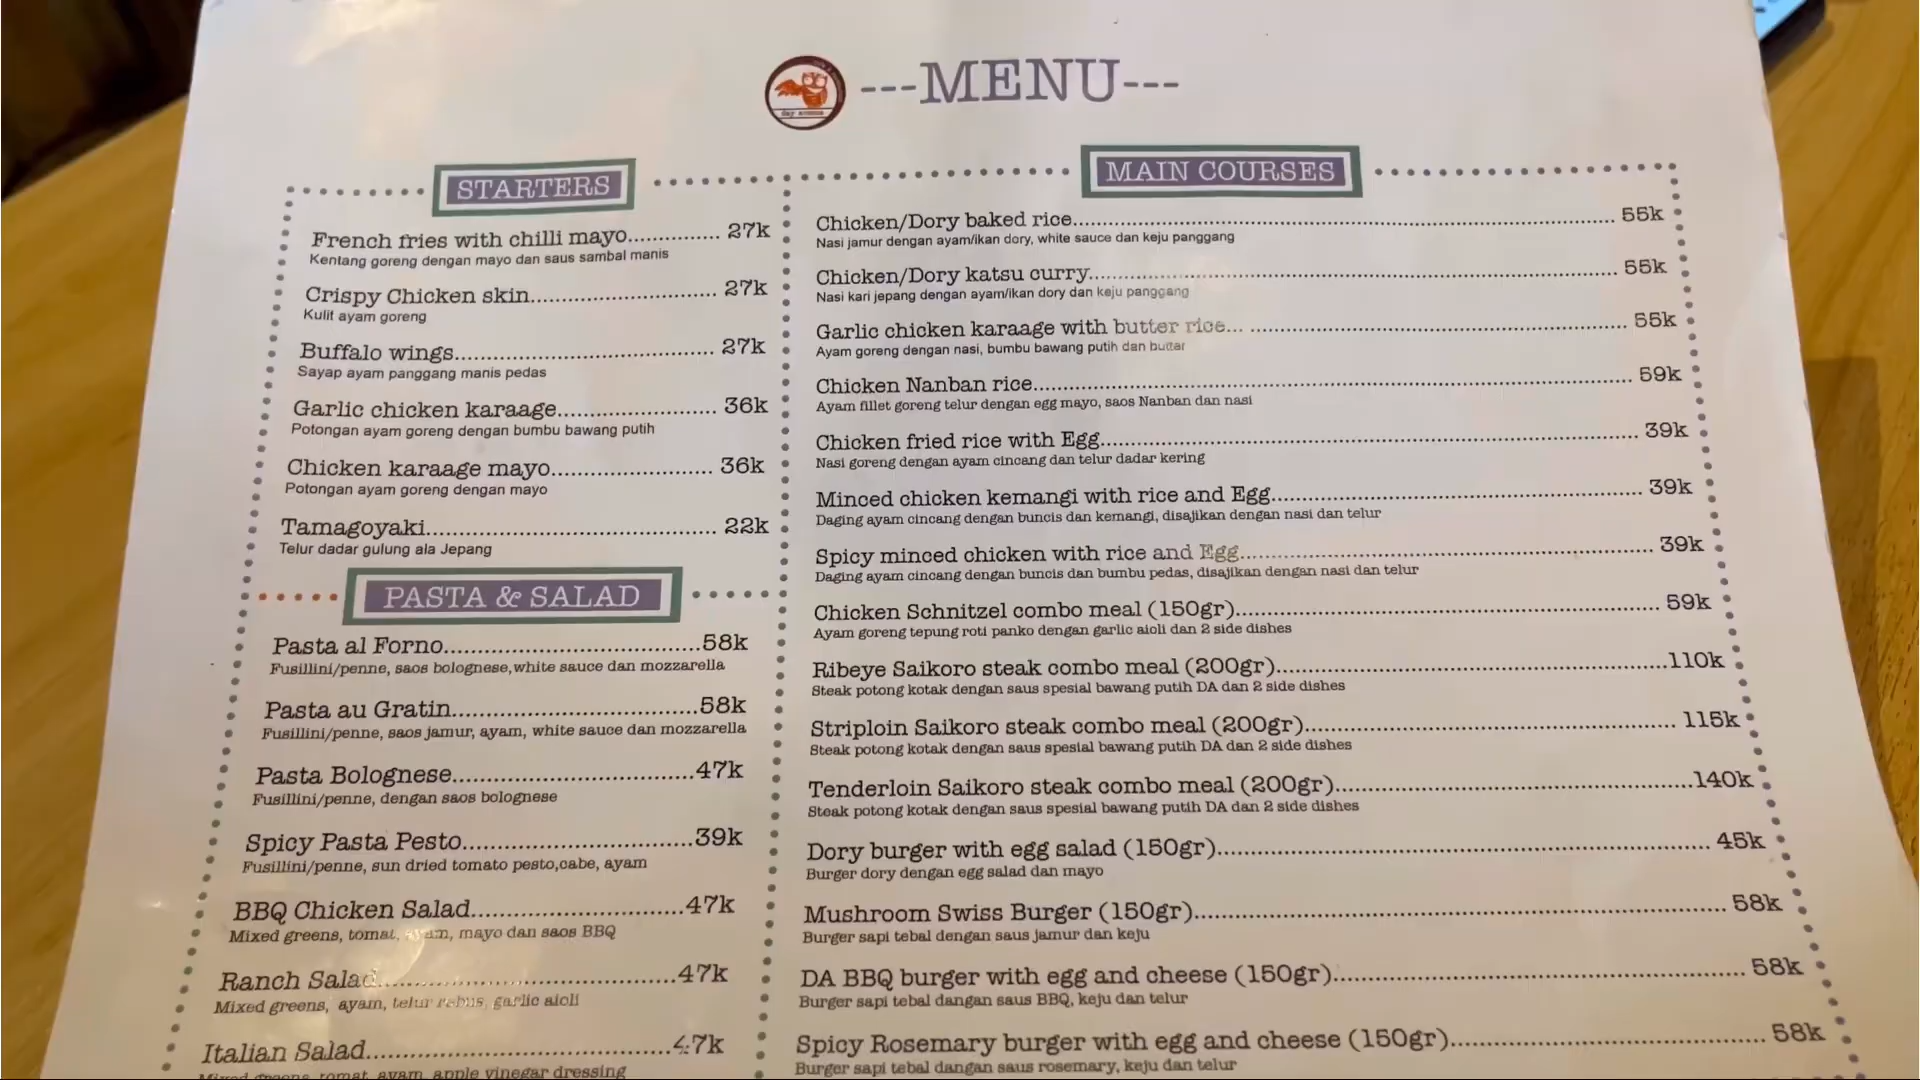 ---MENU---
STARTERS
French fries with chilli mayo.............. 27k
Kentang goreng dengan mayo dan saus sambal manis
Crispy Chicken skin............................ 27k
Kulit ayam goreng
Buffalo wings....................................... 27k
Sayap ayam panggang manis pedas
Garlic chicken karaage........................ 36k
Potongan ayam goreng dengan bumbu bawang putih
Chicken karaage mayo........................ 36k
Potongan ayam goreng dengan mayo
Tamagoyaki........................................... 22k
Telur dadar gulung ala Jepang
PASTA & SALAD
Pasta al Forno......................................58k
Fusillini/penne, saos bolognese,white sauce dan mozzarella
Pasta au Gratin....................................58k
Fusillini/penne, saos jamur, ayam, white sauce dan mozzarella
Pasta Bolognese...................................47k
Fusillini/penne, dengan saos bolognese
Spicy Pasta Pesto.................................39k
Fusillini/penne, sun dried tomato pesto,cabe, ayam
BBQ Chicken Salad...............................47k
Mixed greens, tomat, ayam, mayo dan saos BBQ
Ranch Salad..........................................47k
Mixed greens, ayam, telur rebus, garlic aioli
Italian Salad..........................................47k
Mixed greens, tomat, ayam, apple vinegar dressing
MAIN COURSES
Chicken/Dory baked rice.................................................................. 55k
Nasi jamur dengan ayam/ikan dory, white sauce dan keju panggang
Chicken/Dory katsu curry................................................................ 55k
Nasi kari jepang dengan ayam/ikan dory dan keju panggang
Garlic chicken karaage with butter rice... ........................................ 55k
Ayam goreng dengan nasi, bumbu bawang putih dan butter
Chicken Nanban rice........................................................................ 59k
Ayam fillet goreng telur dengan egg mayo, saos Nanban dan nasi
Chicken fried rice with Egg.............................................................. 39k
Nasi goreng dengan ayam cincang dan telur dadar kering
Minced chicken kemangi with rice and Egg....................................... 39k
Daging ayam cincang dengan buncis dan kemangi, disajikan dengan nasi dan telur
Spicy minced chicken with rice and Egg............................................ 39k
Daging ayam cincang dengan buncis dan bumbu pedas, disajikan dengan nasi dan telur
Chicken Schnitzel combo meal (150gr).............................................. 59k
Ayam goreng tepung roti panko dengan garlic aioli dan 2 side dishes
Ribeye Saikoro steak combo meal (200gr)..........................................110k
Steak potong kotak dengan saus spesial bawang putih DA dan 2 side dishes
Striploin Saikoro steak combo meal (200gr)....................................... 115k
Steak potong kotak dengan saus spesial bawang putih DA dan 2 side dishes
Tenderloin Saikoro steak combo meal (200gr).....................................140k
Steak potong kotak dengan saus spesial bawang putih DA dan 2 side dishes
Dory burger with egg salad (150gr)................................................... 45k
Burger dory dengan egg salad dan mayo
Mushroom Swiss Burger (150gr)....................................................... 58k
Burger sapi tebal dengan saus jamur dan keju
DA BBQ burger with egg and cheese (150gr)....................................... 58k
Burger sapi tebal dangan saus BBQ, keju dan telur
Spicy Rosemary burger with egg and cheese (150gr)........................... 58k
Burger sapi tebal dangan saus rosemary, keju dan telur